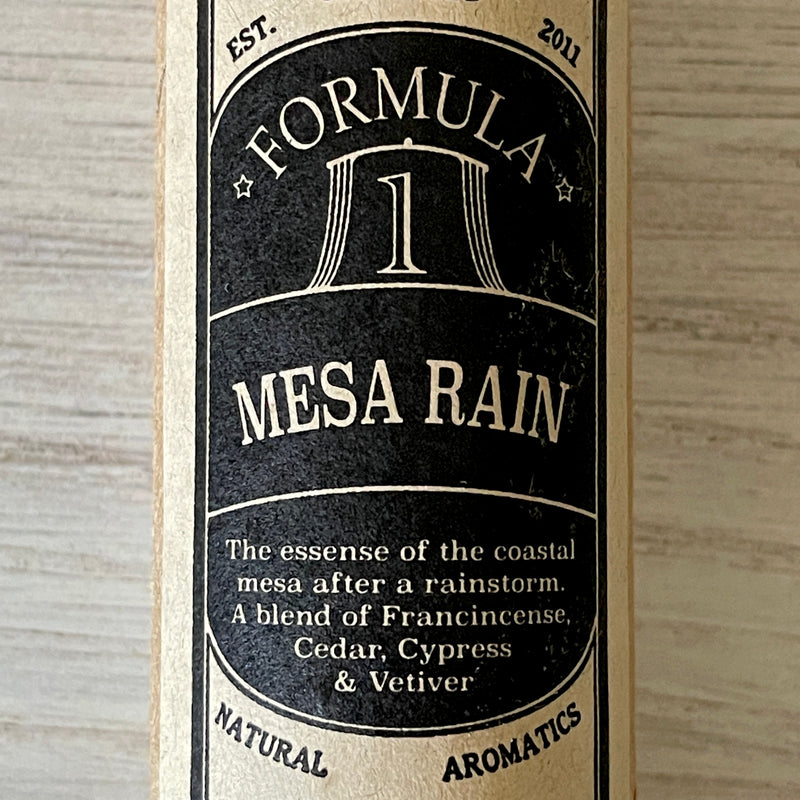 EST. 2011
FORMULA
1
MESA RAIN
The essense of the coastal
mesa after a rainstorm.
A blend of Francincense,
Cedar, Cypress
& Vetiver
NATURAL AROMATICS